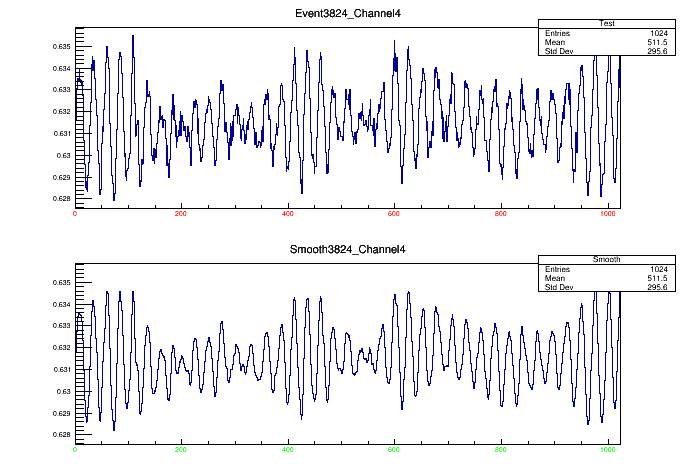 Event3824_Channel4
Test
Entries 1024
Mean 511.5
Std Dev 295.6
0.635
0.634
0.633
0.632
0.631
0.63
0.629
0.628
0 200 400 600 800 1000
Smooth3824_Channel4
Smooth
Entries 1024
Mean 511.5
Std Dev 295.6
0.635
0.634
0.633
0.632
0.631
0.63
0.629
0.628
0 200 400 600 800 1000